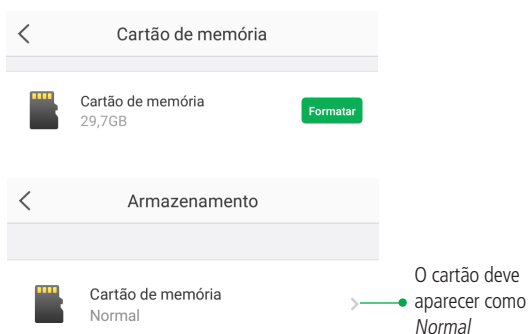 Cartão de memória
Cartão de memória
29,7GB
Formatar
Armazenamento
Cartão de memória
Normal
O cartão deve
aparecer como
Normal